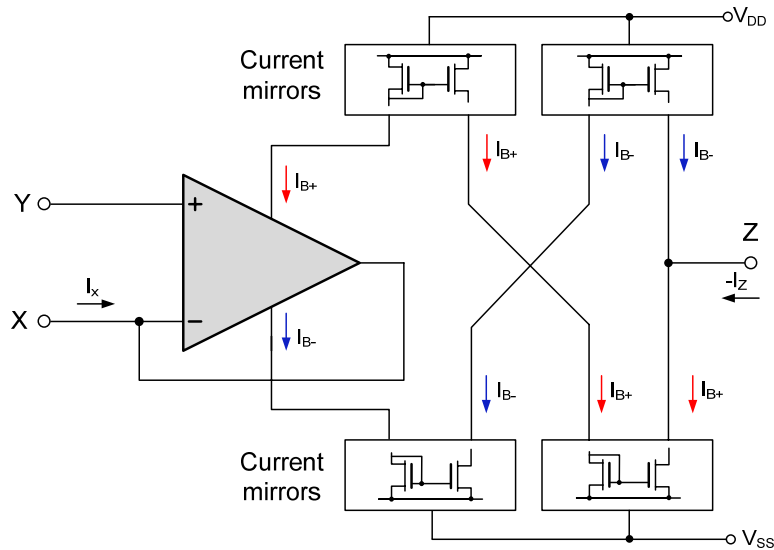 V_DD
Current
mirrors
I_B+
I_B+
I_B-
I_B-
Y
+
Z
I_x
-I_Z
X
−
I_B-
I_B-
I_B+
I_B+
Current
mirrors
V_SS